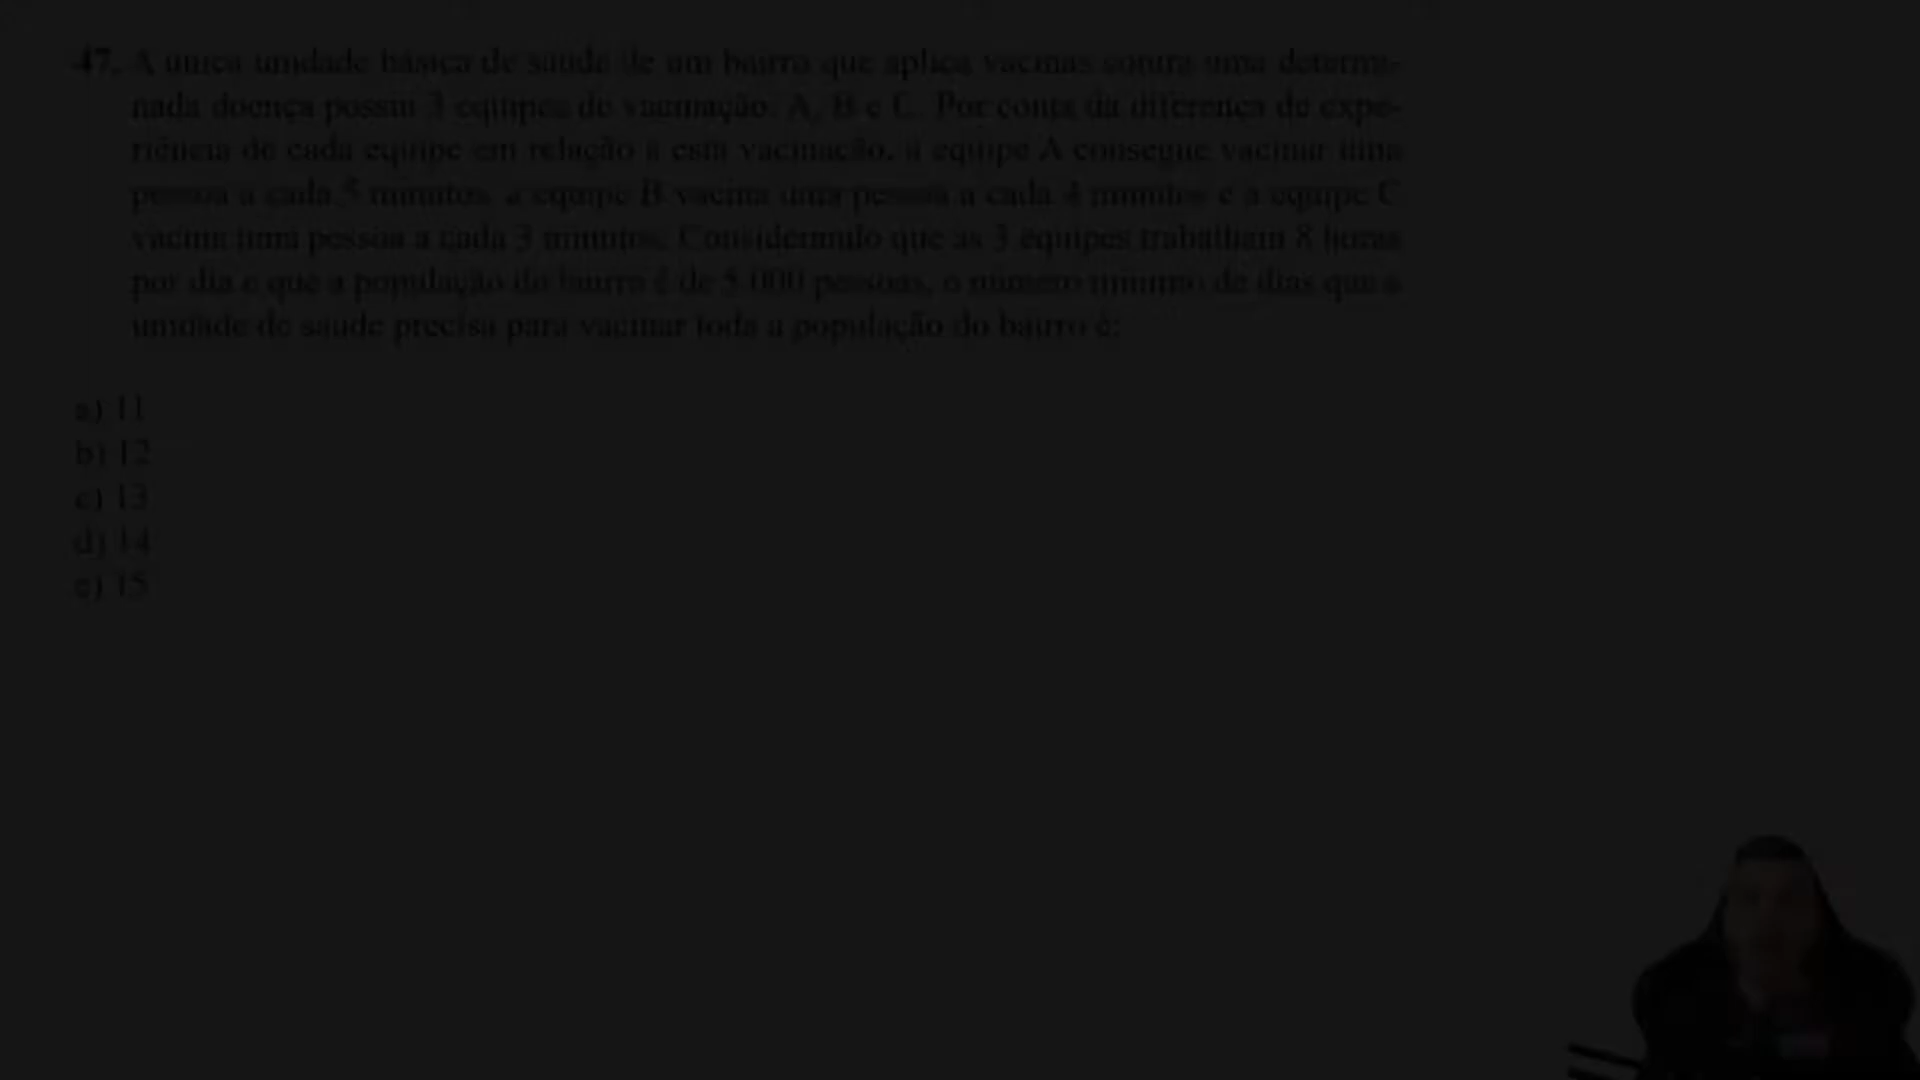 47. A única unidade básica de saúde de um bairro que aplica vacinas contra uma determi-
nada doença possui 3 equipes de vacinação: A, B e C. Por conta da diferença de expe-
riência de cada equipe em relação a esta vacinação, a equipe A consegue vacinar uma
pessoa a cada 5 minutos, a equipe B vacina uma pessoa a cada 4 minutos e a equipe C
vacina uma pessoa a cada 3 minutos. Considerando que as 3 equipes trabalham 8 horas
por dia e que a população do bairro é de 5.000 pessoas, o número mínimo de dias que a
unidade de saúde precisa para vacinar toda a população do bairro é:
a) 11
b) 12
c) 13
d) 14
e) 15